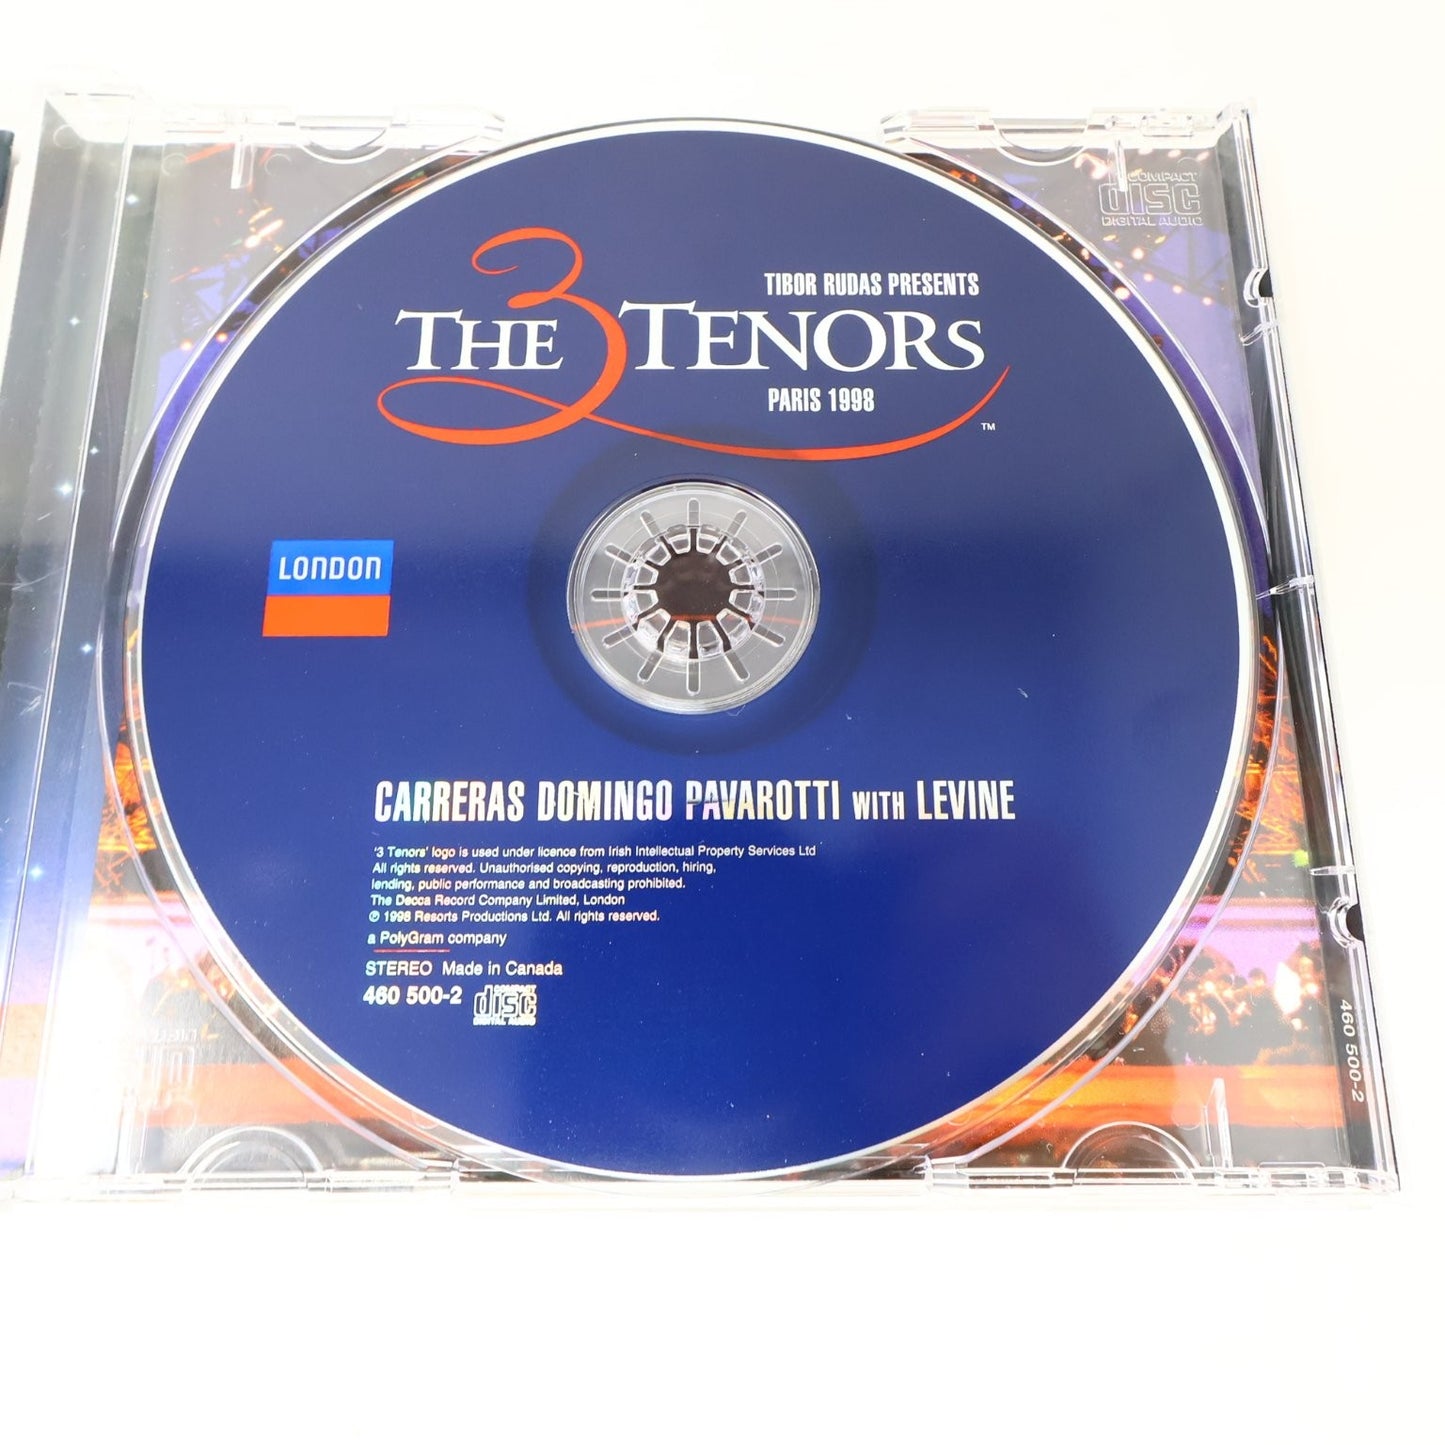 COMPACT
disc
DIGITAL AUDIO
TIBOR RUDAS PRESENTS
THE 3 TENORS
PARIS 1998
™
LONDON
CARRERAS DOMINGO PAVAROTTI WITH LEVINE
'3 Tenors' logo is used under licence from Irish Intellectual Property Services Ltd
All rights reserved. Unauthorised copying, reproduction, hiring,
lending, public performance and broadcasting prohibited.
The Decca Record Company Limited, London
℗ 1998 Resorts Productions Ltd. All rights reserved.
a PolyGram company
STEREO Made in Canada
460 500-2
COMPACT
disc
DIGITAL AUDIO
460 500-2